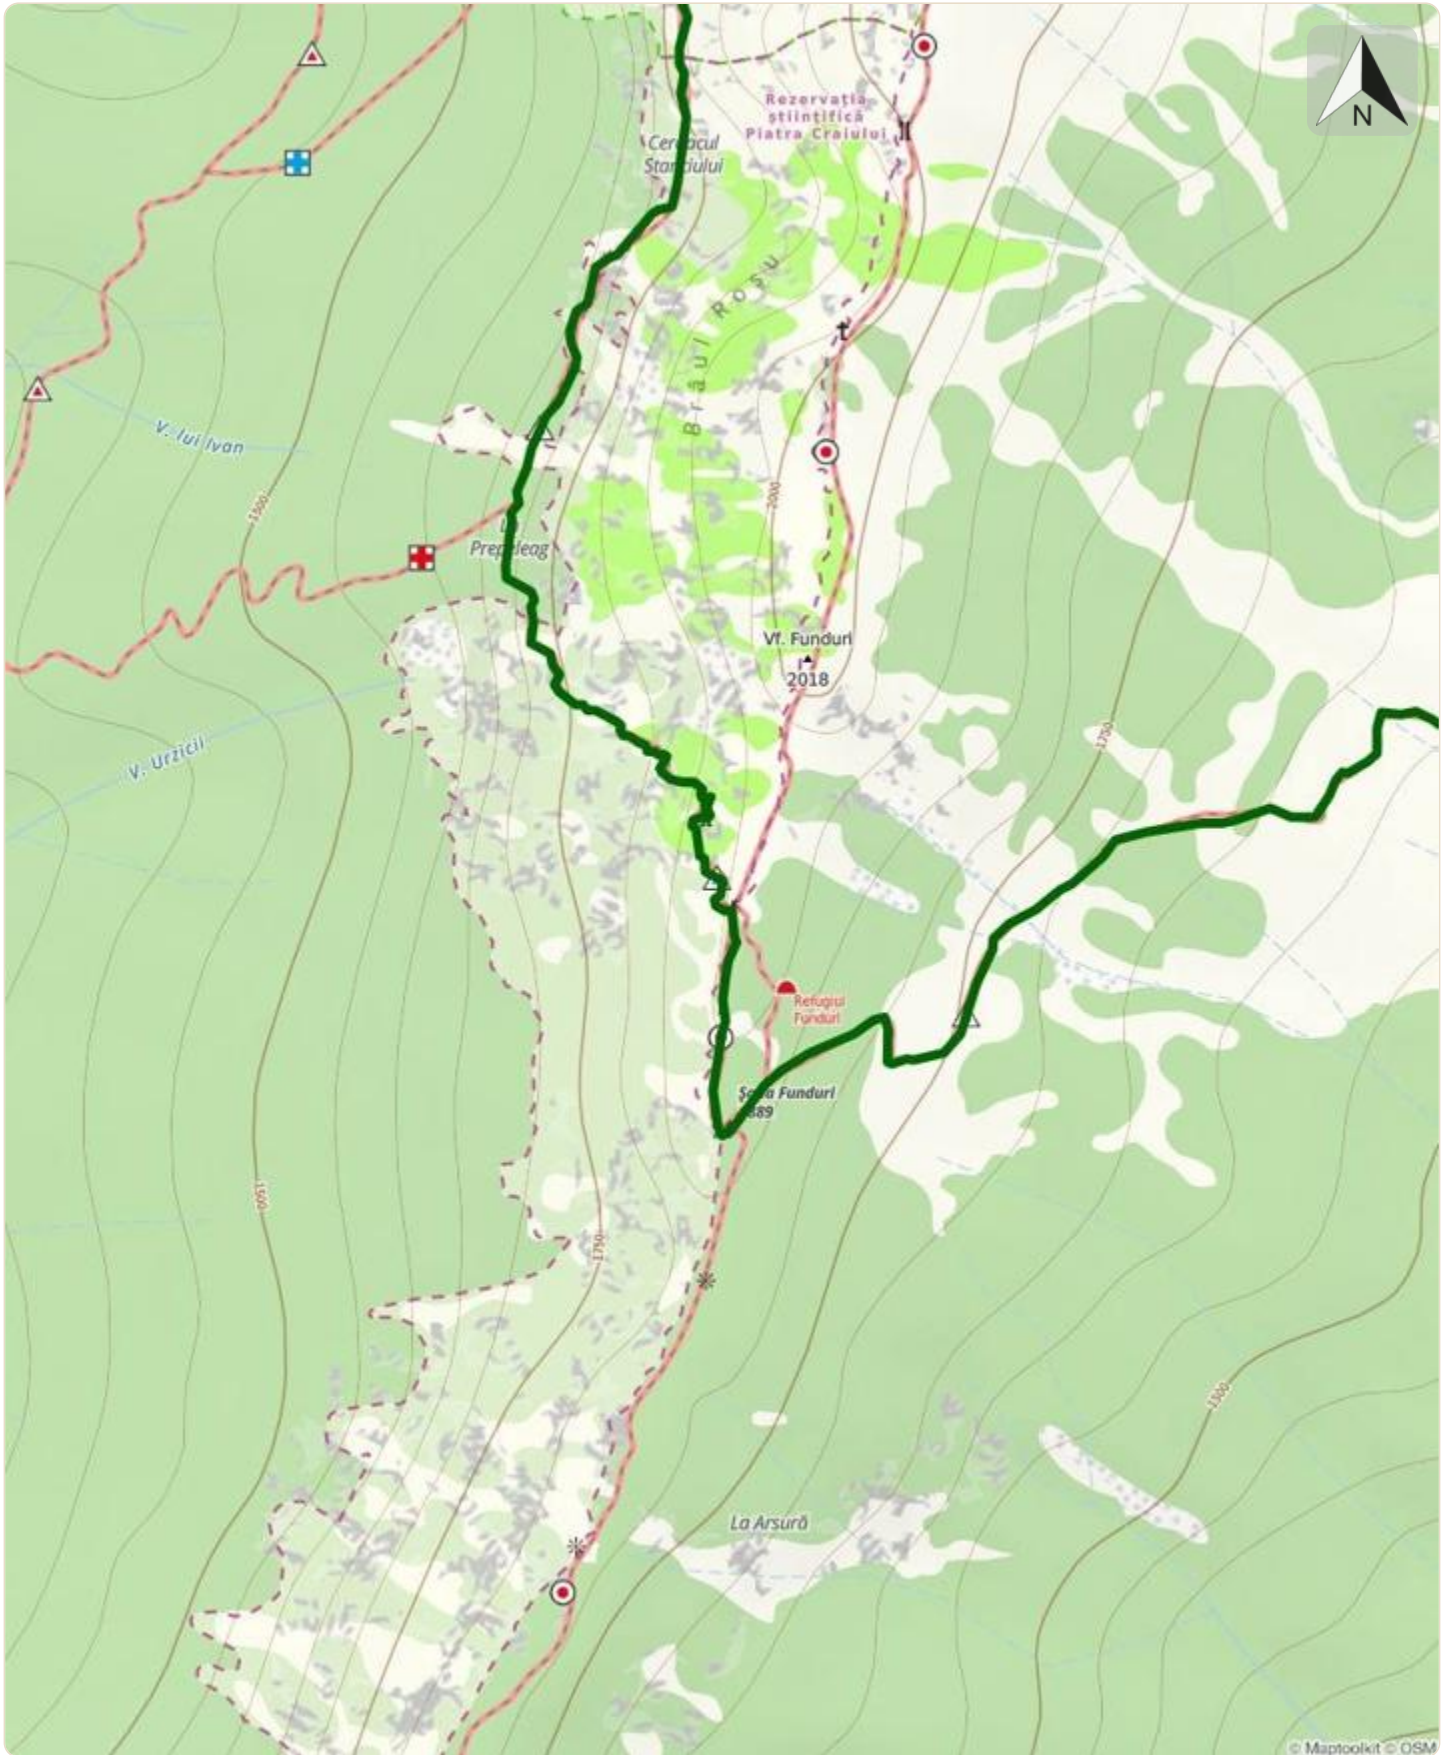 N
Rezervația
științifică
Piatra Craiului
Brâul Roșu
V. lui Ivan
1500
2000
Vf. Funduri
2018
V. Urzicii
1750
Refugiul
Funduri
Funduri
1500
1750
1500
La Arsură
© Maptoolkit © OSM